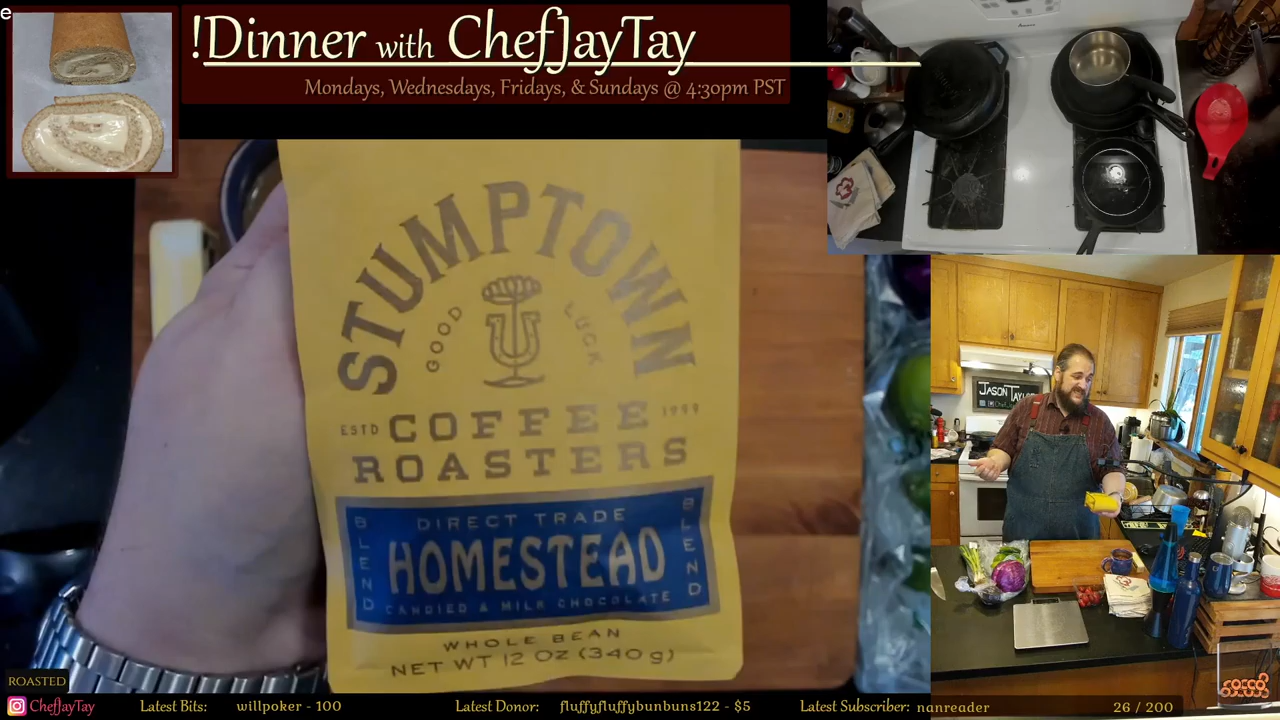 e
!Dinner with ChefJayTay
Mondays, Wednesdays, Fridays, & Sundays @ 4:30pm PST
STUMPTOWN
GOOD LUCK
ESTD COFFEE 1999
ROASTERS
DIRECT TRADE
BLEND HOMESTEAD BLEND
CANDIED & MILK CHOCOLATE
WHOLE BEAN
NET WT 12 OZ (340 g)
JASON TAYLOR
ROASTED
ChefJayTay
Latest Bits: willpoker - 100
Latest Donor: fluffyfluffybunbuns122 - $5
Latest Subscriber: nanreader
26 / 200